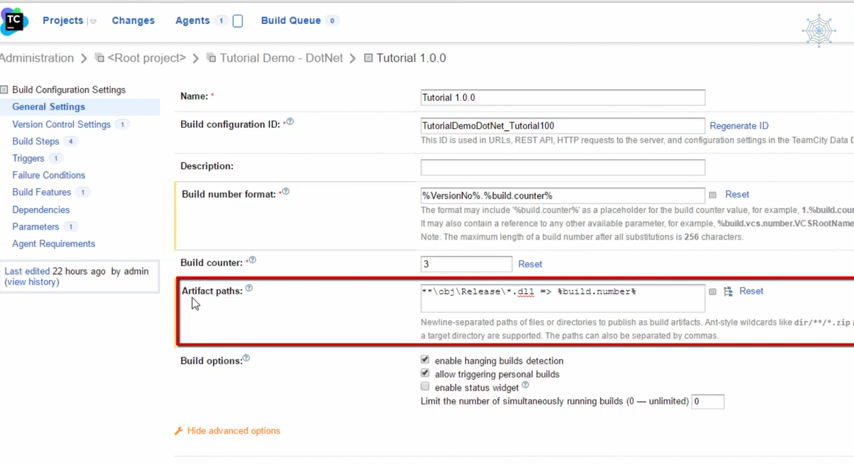 TC
Projects
Changes
Agents 1
Build Queue 0
Administration > <Root project> > Tutorial Demo - DotNet > Tutorial 1.0.0
Build Configuration Settings
General Settings
Version Control Settings 1
Build Steps 4
Triggers 1
Failure Conditions
Build Features 1
Dependencies
Parameters 1
Agent Requirements
Last edited 22 hours ago by admin
(view history)
Name: *
Tutorial 1.0.0
Build configuration ID: * ?
TutorialDemoDotNet_Tutorial100
Regenerate ID
This ID is used in URLs, REST API, HTTP requests to the server, and configuration settings in the TeamCity Data D
Description:
Build number format: * ?
%VersionNo%.%build.counter%
Reset
The format may include '%build.counter%' as a placeholder for the build counter value, for example, 1.%build.cou
It may also contain a reference to any other available parameter, for example, %build.vcs.number.VCSRootName
Note: The maximum length of a build number after all substitutions is 256 characters.
Build counter: * ?
3
Reset
Artifact paths: ?
**\obj\Release\*.dll => %build.number%
Reset
Newline-separated paths of files or directories to publish as build artifacts. Ant-style wildcards like dir/**/*.zip a
a target directory are supported. The paths can also be separated by commas.
Build options: ?
enable hanging builds detection
allow triggering personal builds
enable status widget ?
Limit the number of simultaneously running builds (0 — unlimited) 0
Hide advanced options